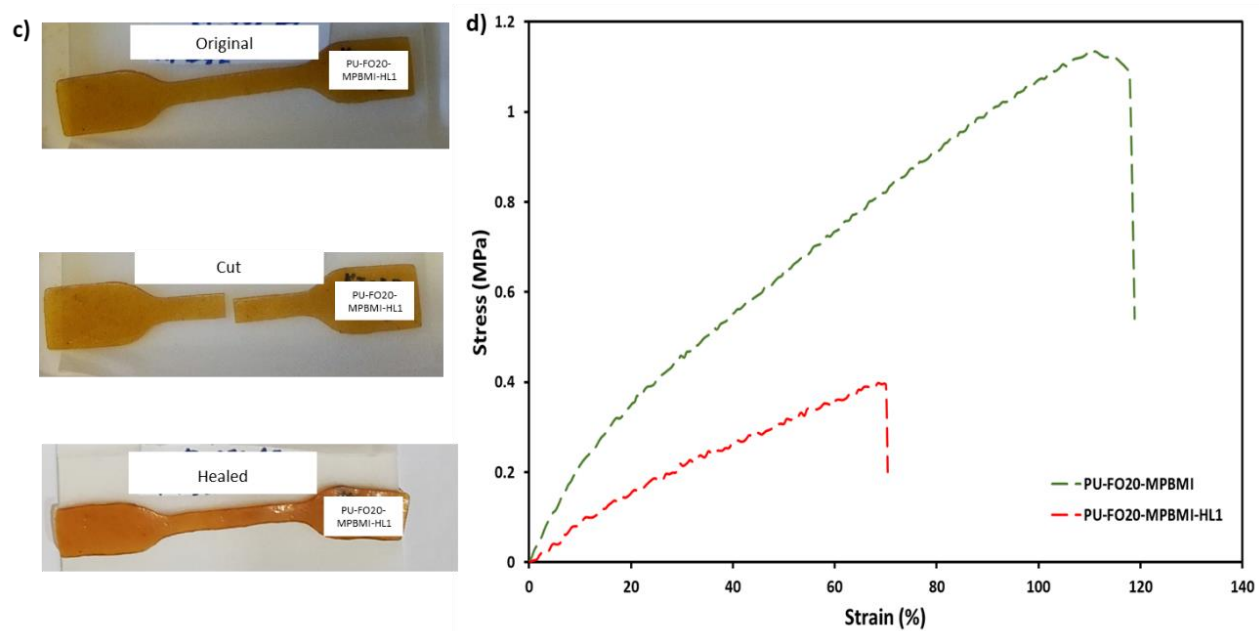 c)
Original
PU-FO20-
MPBMI-HL1
Cut
PU-FO20-
MPBMI-HL1
Healed
PU-FO20-
MPBMI-HL1
d)
Stress (MPa)
1.2
1
0.8
0.6
0.4
0.2
0
0
20
40
60
80
100
120
140
Strain (%)
PU-FO20-MPBMI
PU-FO20-MPBMI-HL1